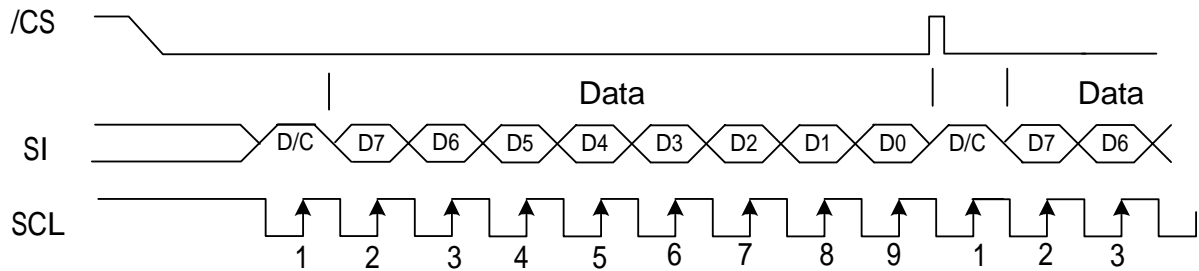 /CS
Data Data
SI D/C D7 D6 D5 D4 D3 D2 D1 D0 D/C D7 D6
SCL
1 2 3 4 5 6 7 8 9 1 2 3